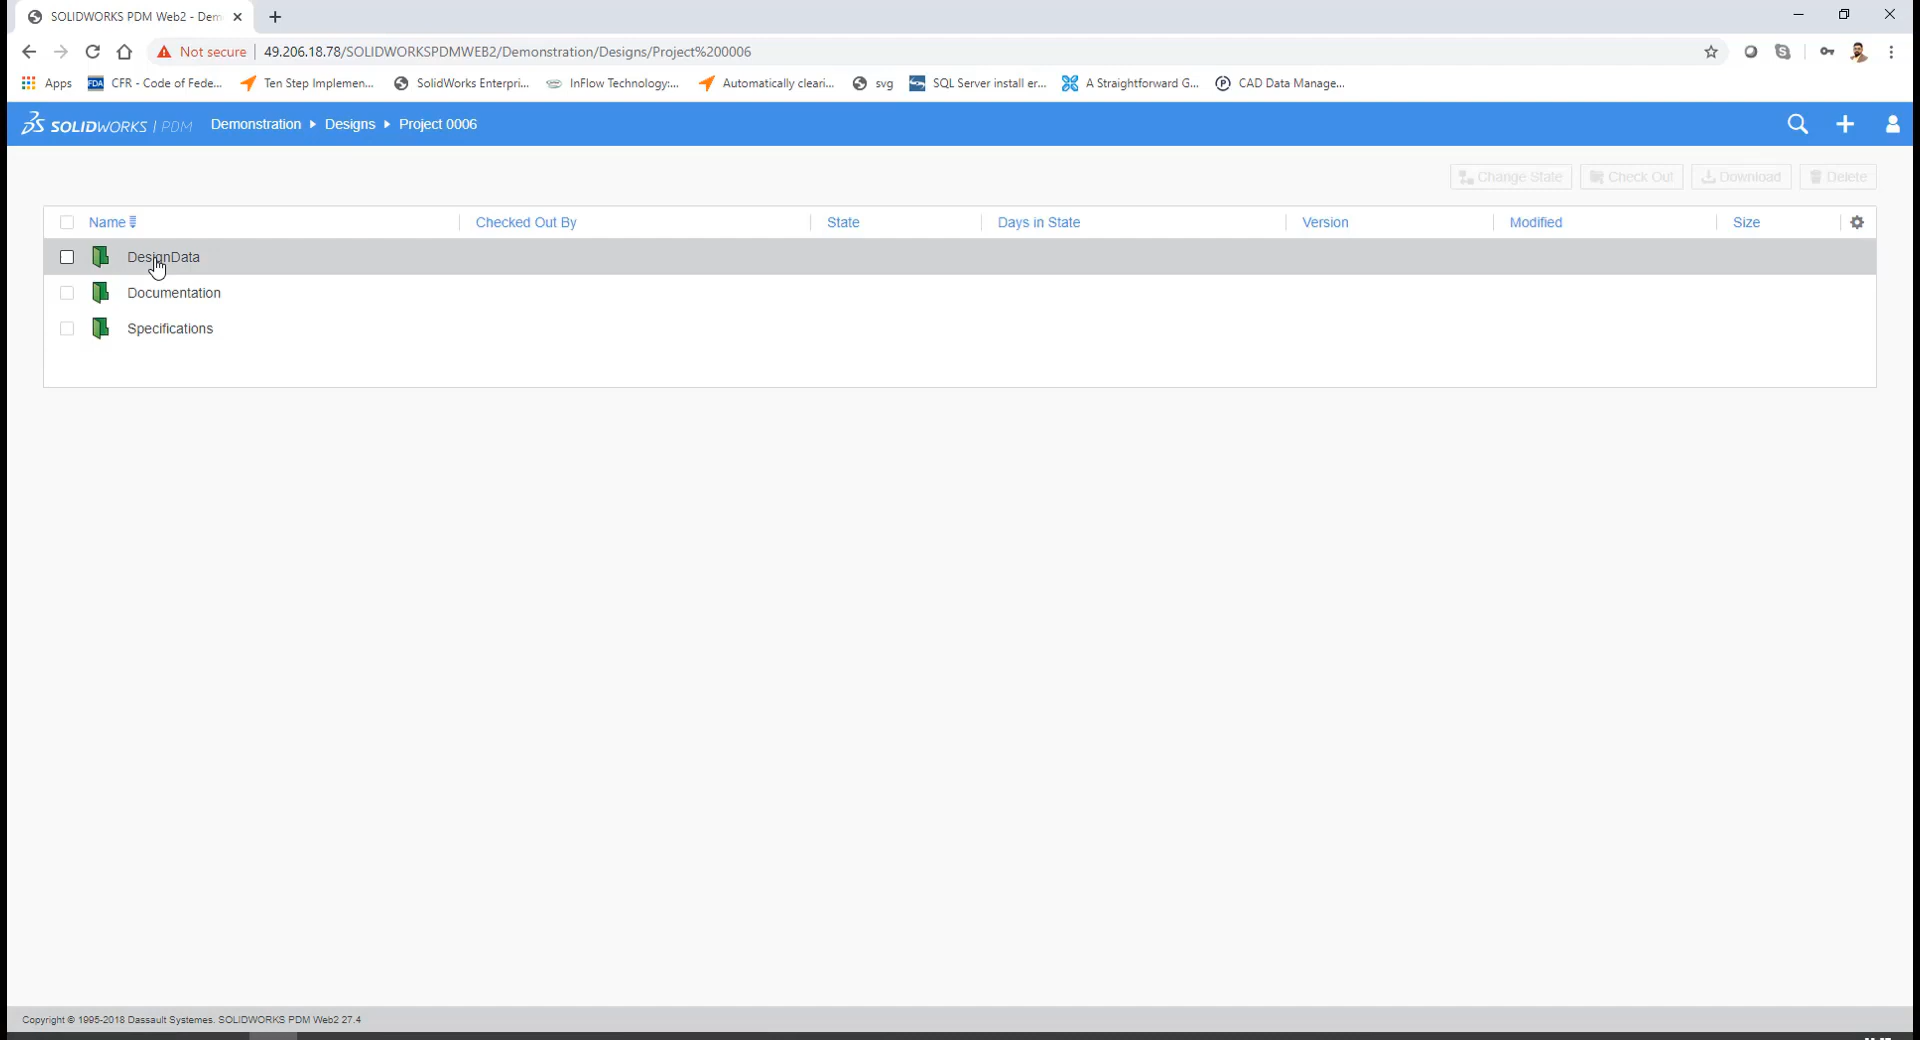 SOLIDWORKS PDM Web2 - Dem
Not secure 49.206.18.78/SOLIDWORKSPDMWEB2/Demonstration/Designs/Project%200006
Apps FDA CFR - Code of Fede... Ten Step Implemen... SolidWorks Enterpri... InFlow Technology:... Automatically cleari... svg SQL Server install er... A Straightforward G... CAD Data Manage...
SOLIDWORKS | PDM Demonstration Designs Project 0006
Change State Check Out Download Delete
Name Checked Out By State Days in State Version Modified Size
DesignData
Documentation
Specifications
Copyright © 1995-2018 Dassault Systemes. SOLIDWORKS PDM Web2 27.4